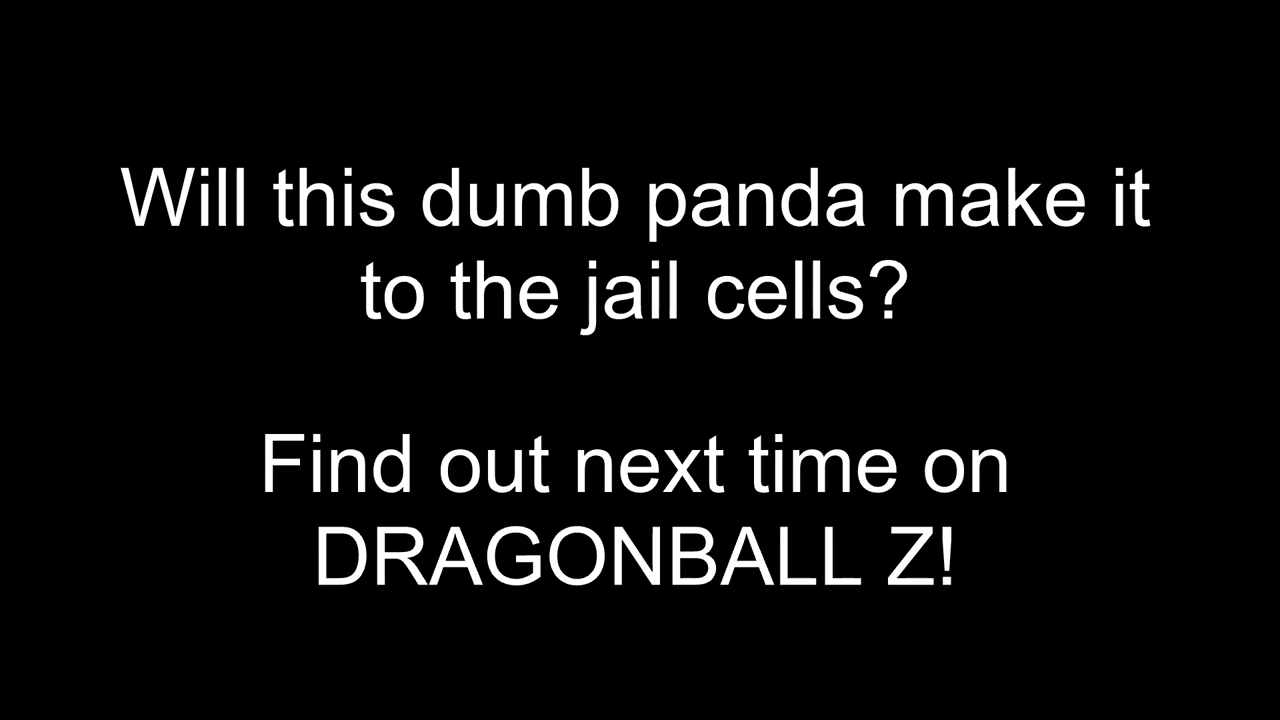 Will this dumb panda make it
to the jail cells?
Find out next time on
DRAGONBALL Z!